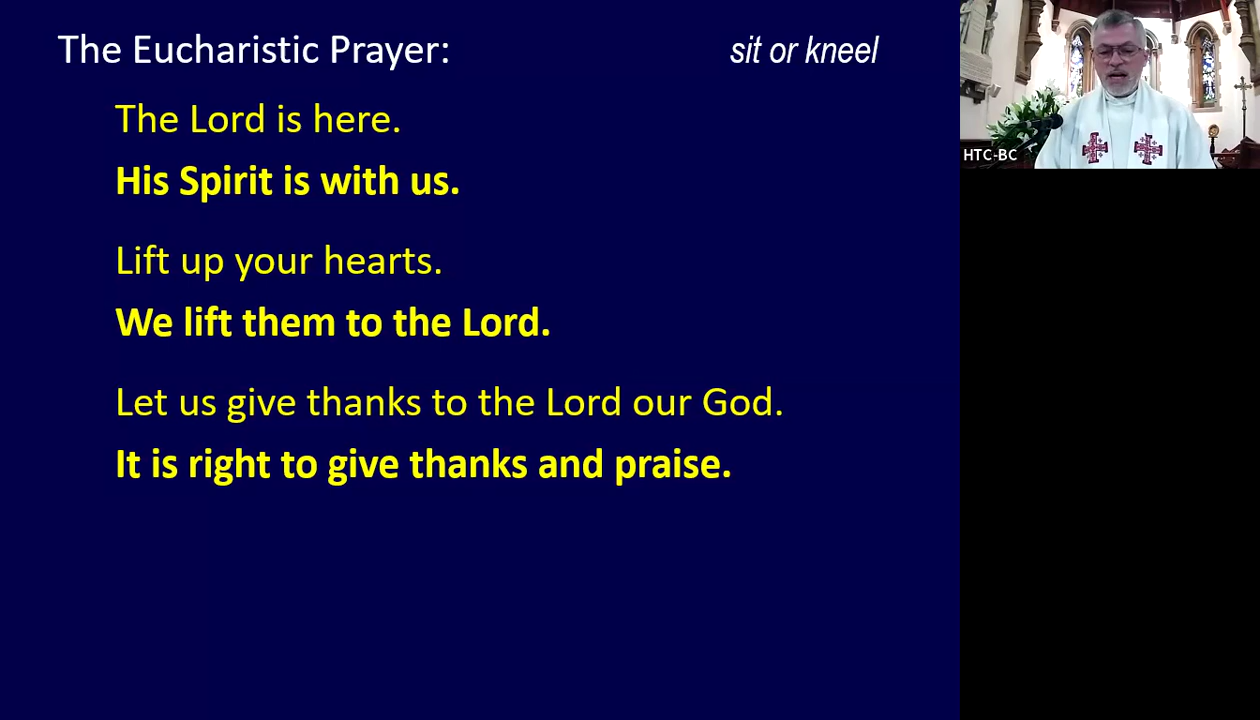 The Eucharistic Prayer: sit or kneel
The Lord is here.
His Spirit is with us.
Lift up your hearts.
We lift them to the Lord.
Let us give thanks to the Lord our God.
It is right to give thanks and praise.
HTC-BC